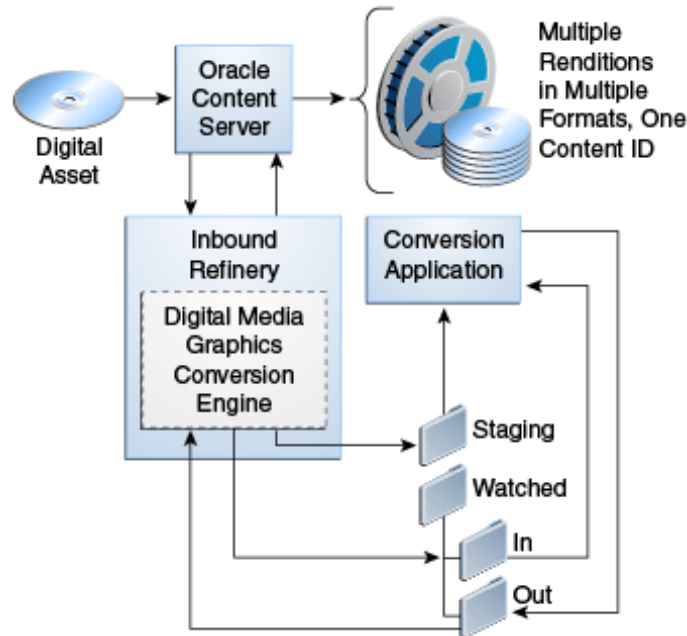 Digital
Asset
Oracle
Content
Server
Multiple
Renditions
in Multiple
Formats, One
Content ID
Inbound
Refinery
Digital Media
Graphics
Conversion
Engine
Conversion
Application
Staging
Watched
In
Out